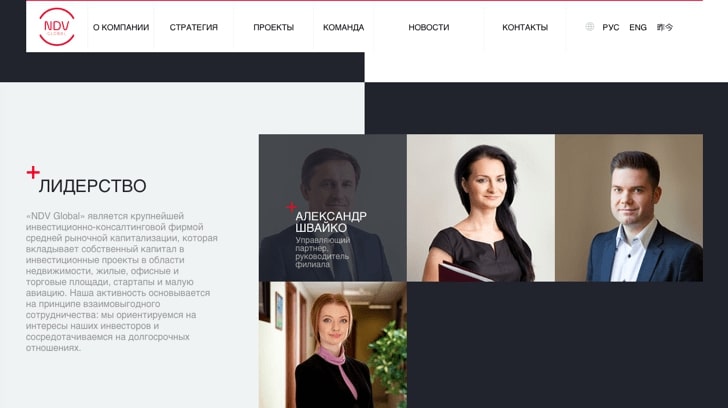 NDV
GLOBAL
О КОМПАНИИ
СТРАТЕГИЯ
ПРОЕКТЫ
КОМАНДА
НОВОСТИ
КОНТАКТЫ
РУС ENG 昨今
+
ЛИДЕРСТВО
«NDV Global» является крупнейшей
инвестиционно-консалтинговой фирмой
средней рыночной капитализации, которая
вкладывает собственный капитал в
инвестиционные проекты в области
недвижимости, жилые, офисные и
торговые площади, стартапы и малую
авиацию. Наша активность основывается
на принципе взаимовыгодного
сотрудничества: мы ориентируемся на
интересы наших инвесторов и
сосредотачиваемся на долгосрочных
отношениях.
+
АЛЕКСАНДР
ШВАЙКО
Управляющий
партнер,
руководитель
филиала